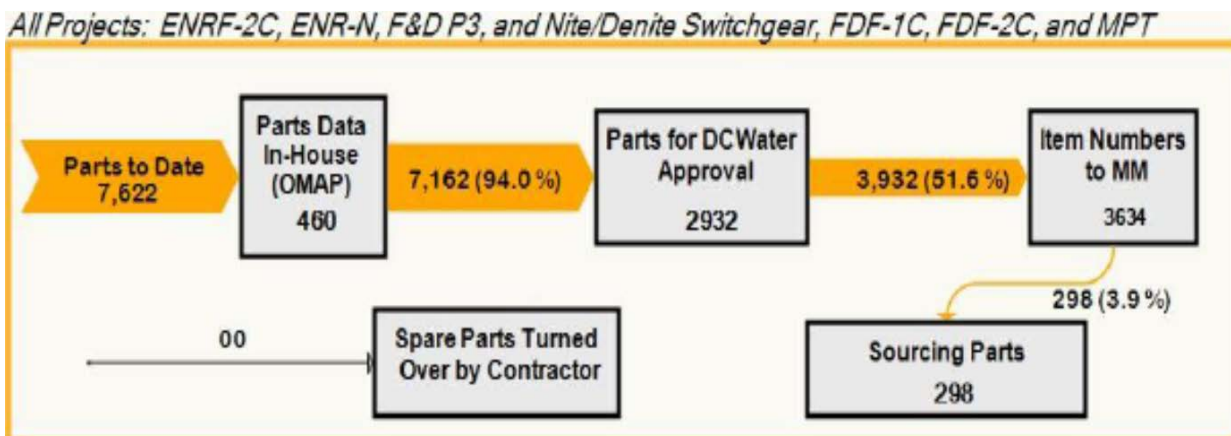 All Projects: ENRF-2C, ENR-N, F&D P3, and Nite/Denite Switchgear, FDF-1C, FDF-2C, and MPT
Parts to Date
7,622
Parts Data
In-House
(OMAP)
460
7,162 (94.0 %)
Parts for DC Water
Approval
2932
3,932 (51.6 %)
Item Numbers
to MM
3634
298 (3.9 %)
00
Spare Parts Turned
Over by Contractor
Sourcing Parts
298